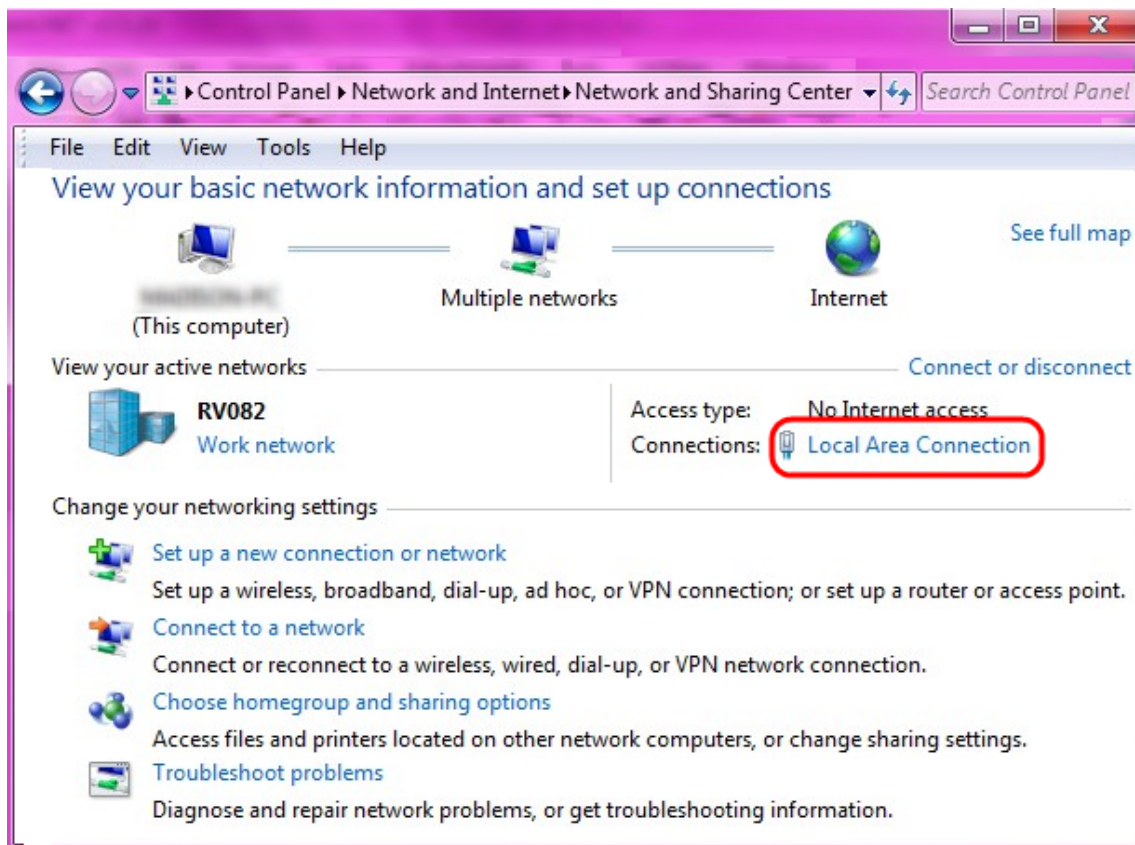 Control Panel Network and Internet Network and Sharing Center Search Control Panel
File Edit View Tools Help
View your basic network information and set up connections
See full map
Multiple networks Internet
(This computer)
View your active networks Connect or disconnect
RV082 Access type: No Internet access
Work network Connections: Local Area Connection
Change your networking settings
Set up a new connection or network
Set up a wireless, broadband, dial-up, ad hoc, or VPN connection; or set up a router or access point.
Connect to a network
Connect or reconnect to a wireless, wired, dial-up, or VPN network connection.
Choose homegroup and sharing options
Access files and printers located on other network computers, or change sharing settings.
Troubleshoot problems
Diagnose and repair network problems, or get troubleshooting information.